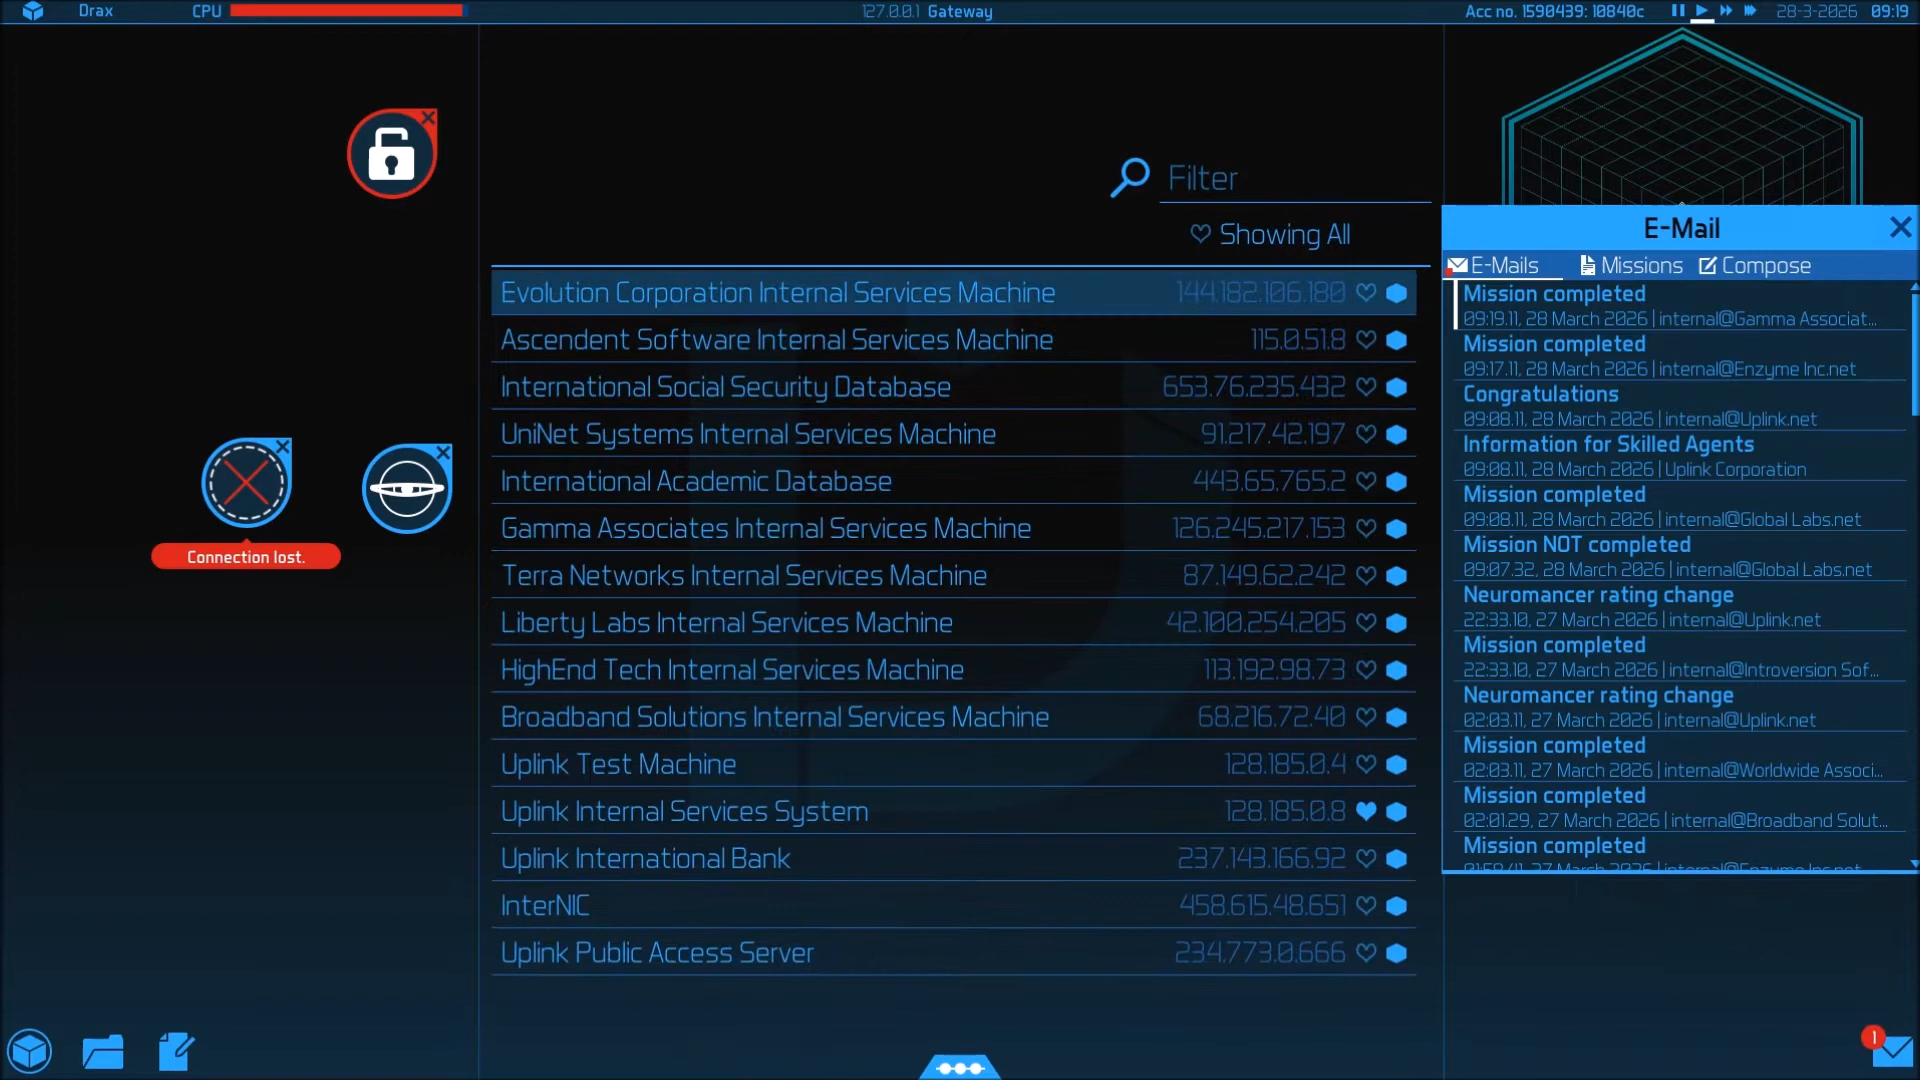 Drax
CPU
127.0.0.1 Gateway
Acc no. 1590439: 10840c
28-3-2026 09:19
Filter
Showing All
Evolution Corporation Internal Services Machine 144.182.106.180
Ascendent Software Internal Services Machine 115.0.51.8
International Social Security Database 653.76.235.432
UniNet Systems Internal Services Machine 91.217.42.197
International Academic Database 443.65.765.2
Gamma Associates Internal Services Machine 126.245.217.153
Terra Networks Internal Services Machine 87.149.62.242
Liberty Labs Internal Services Machine 42.100.254.205
HighEnd Tech Internal Services Machine 113.192.98.73
Broadband Solutions Internal Services Machine 68.216.72.40
Uplink Test Machine 128.185.0.4
Uplink Internal Services System 128.185.0.8
Uplink International Bank 237.143.166.92
InterNIC 458.615.48.651
Uplink Public Access Server 234.773.0.666
Connection lost.
E-Mail
E-Mails Missions Compose
Mission completed
09:19.11, 28 March 2026 | internal@Gamma Associat...
Mission completed
09:17.11, 28 March 2026 | internal@Enzyme Inc.net
Congratulations
09:08.11, 28 March 2026 | internal@Uplink.net
Information for Skilled Agents
09:08.11, 28 March 2026 | Uplink Corporation
Mission completed
09:08.11, 28 March 2026 | internal@Global Labs.net
Mission NOT completed
09:07.32, 28 March 2026 | internal@Global Labs.net
Neuromancer rating change
22:33.10, 27 March 2026 | internal@Uplink.net
Mission completed
22:33.10, 27 March 2026 | internal@Introversion Sof...
Neuromancer rating change
02:03.11, 27 March 2026 | internal@Uplink.net
Mission completed
02:03.11, 27 March 2026 | internal@Worldwide Associ...
Mission completed
02:01.29, 27 March 2026 | internal@Broadband Solut...
Mission completed
27 March 2026 | internal@Enzyme Inc.net
1